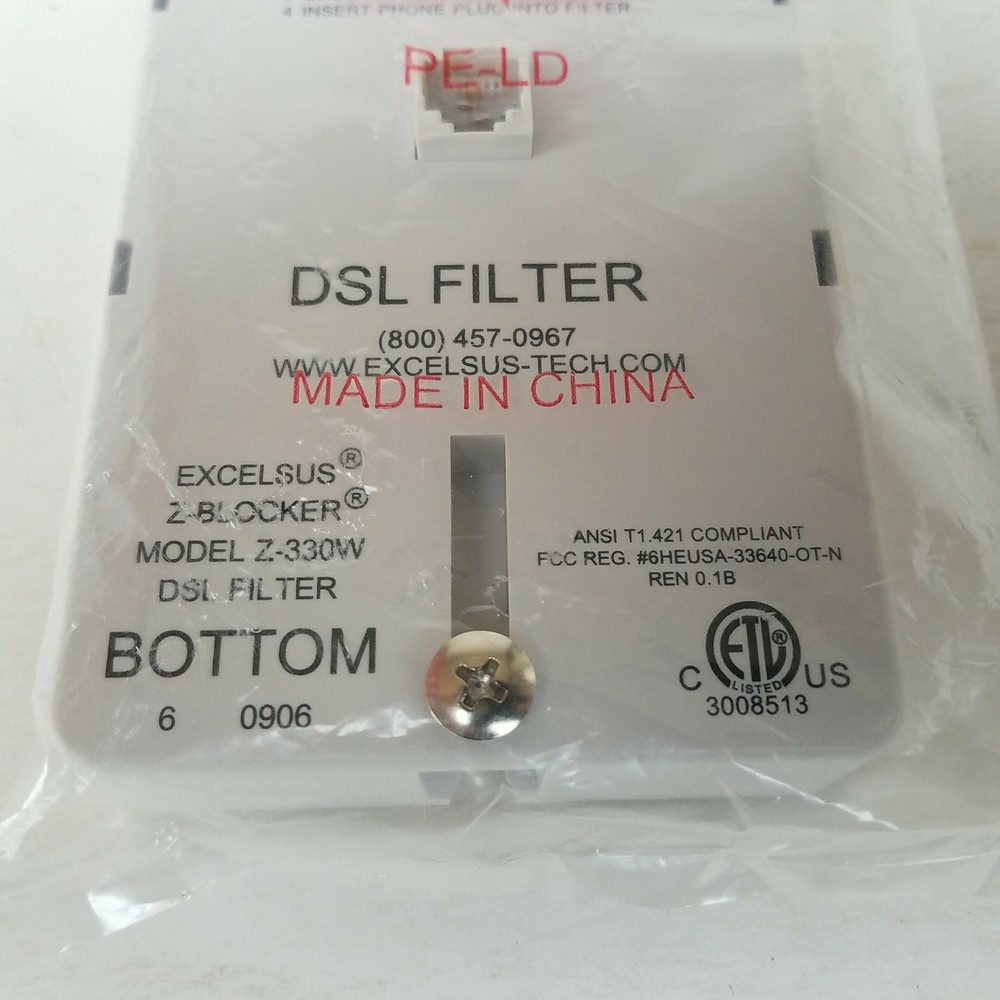 4 INSERT PHONE PLUG INTO FILTER
PE-LD
DSL FILTER
(800) 457-0967
WWW.EXCELSUS-TECH.COM
MADE IN CHINA
EXCELSUS®
Z-BLOCKER®
MODEL Z-330W
DSL FILTER
BOTTOM
6 0906
ANSI T1.421 COMPLIANT
FCC REG. #6HEUSA-33640-OT-N
REN 0.1B
C ETL® US
LISTED
3008513